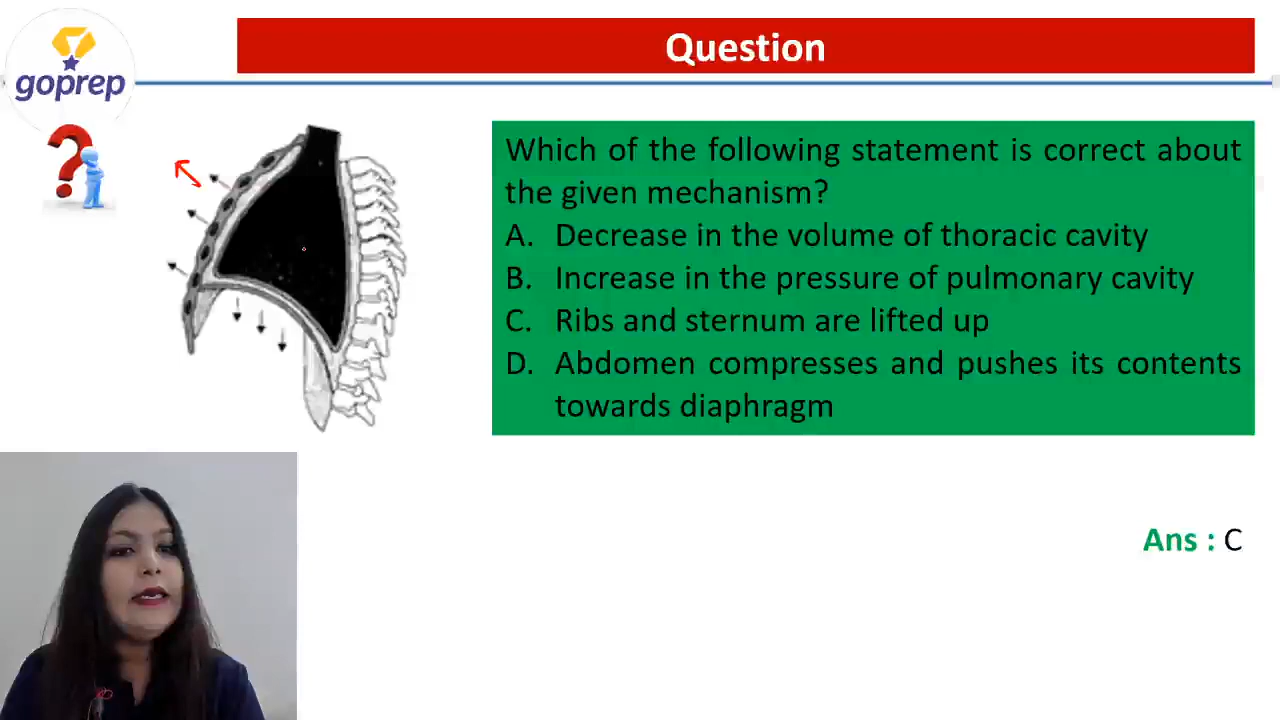 goprep
Question
Which of the following statement is correct about
the given mechanism?
A. Decrease in the volume of thoracic cavity
B. Increase in the pressure of pulmonary cavity
C. Ribs and sternum are lifted up
D. Abdomen compresses and pushes its contents
towards diaphragm
Ans : C